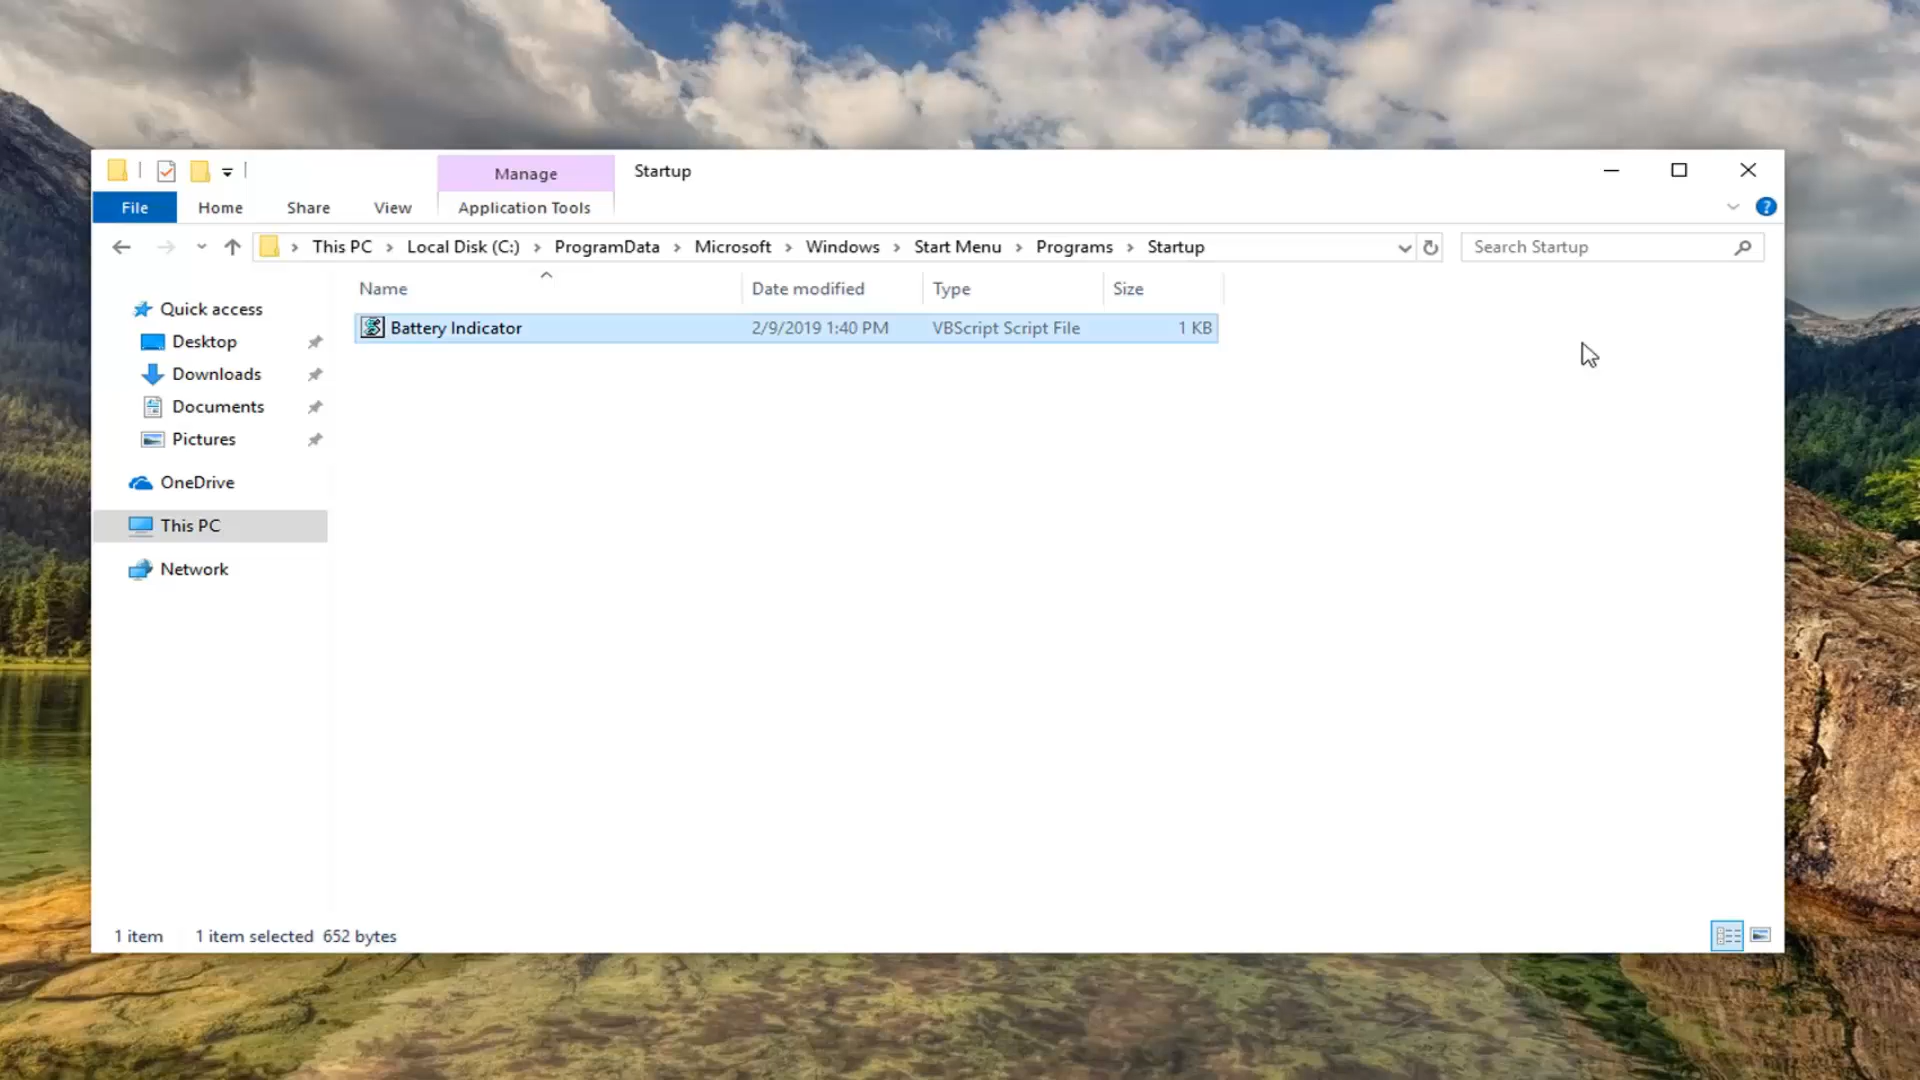 Manage
Startup
File
Home
Share
View
Application Tools
This PC > Local Disk (C:) > ProgramData > Microsoft > Windows > Start Menu > Programs > Startup
Search Startup
Name
Date modified
Type
Size
Battery Indicator
2/9/2019 1:40 PM
VBScript Script File
1 KB
Quick access
Desktop
Downloads
Documents
Pictures
OneDrive
This PC
Network
1 item
1 item selected 652 bytes